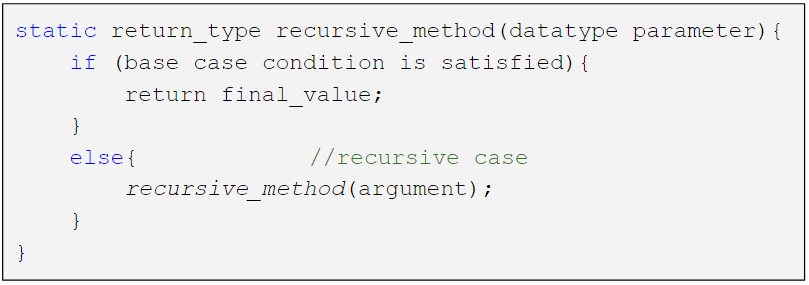 static return_type recursive_method(datatype parameter){
    if (base case condition is satisfied){
        return final_value;
    }
    else{             //recursive case
        recursive_method(argument);
    }
}